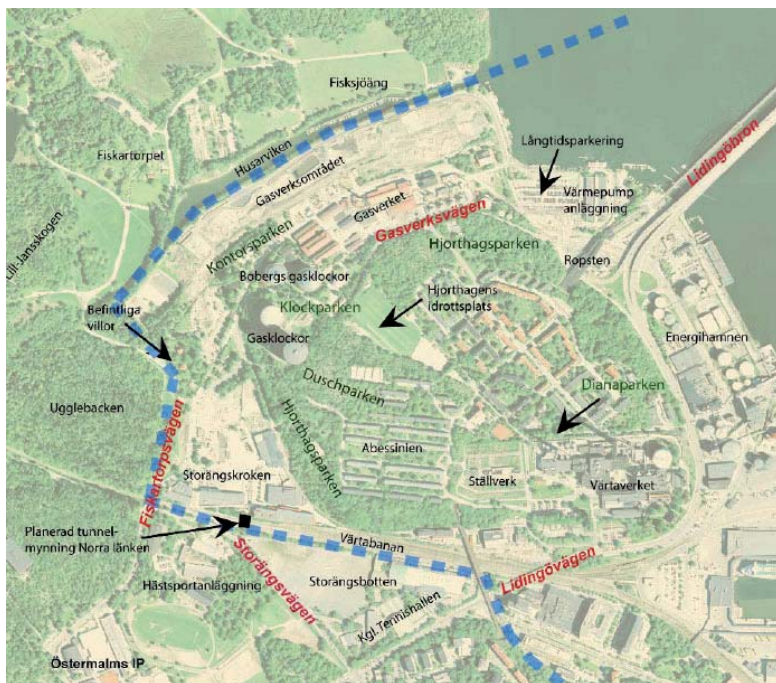 Fisksjöäng
Lidingöbron
Långtidsparkering
Fiskartorpet
Husarviken
Gasverksområdet
Gasverket
Värmepump
anläggning
Gasverksvägen
Lill-Jansskogen
Kontorsparken
Hjorthagsparken
Ropsten
Bobergs gasklockor
Hjorthagens
idrottsplats
Klockparken
Befintliga
villor
Gasklockor
Energihamnen
Duschparken
Dianaparken
Ugglebacken
Hjorthagsparken
Fiskartorpsvägen
Abessinien
Storängskroken
Ställverk
Värtaverket
Planerad tunnel-
mynning Norra länken
Värtabanan
Storängsvägen
Lidingövägen
Hästsportanläggning
Storängsbotten
Kgl. Tennishallen
Östermalms IP